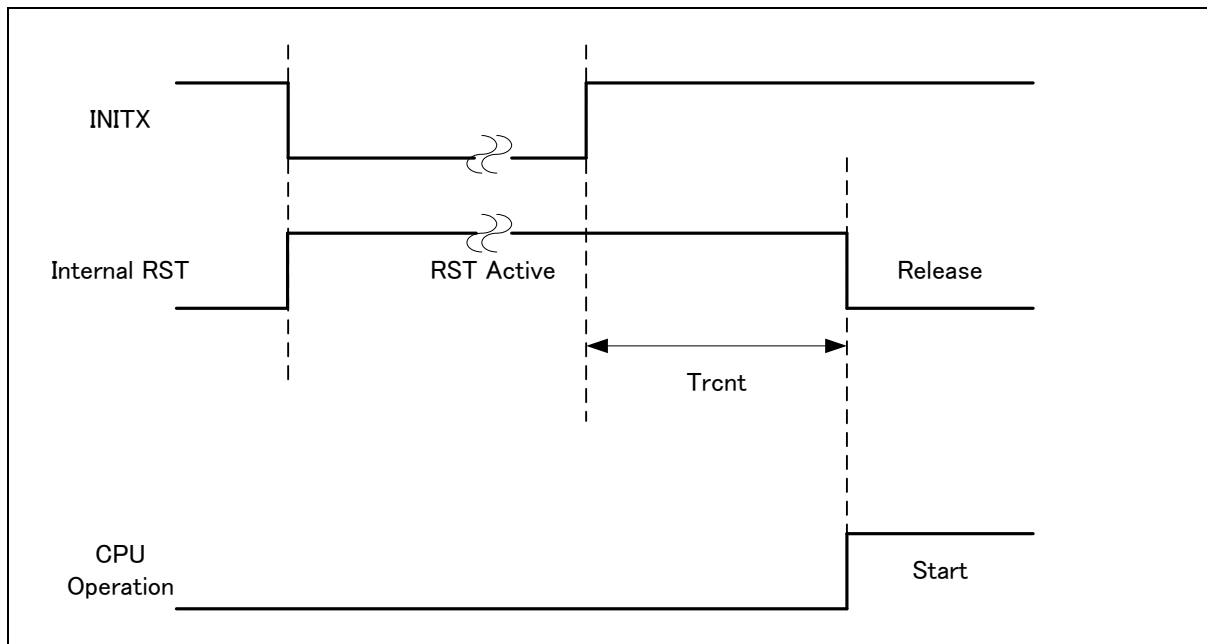 INITX
Internal RST
RST Active
Release
Trcnt
CPU
Operation
Start